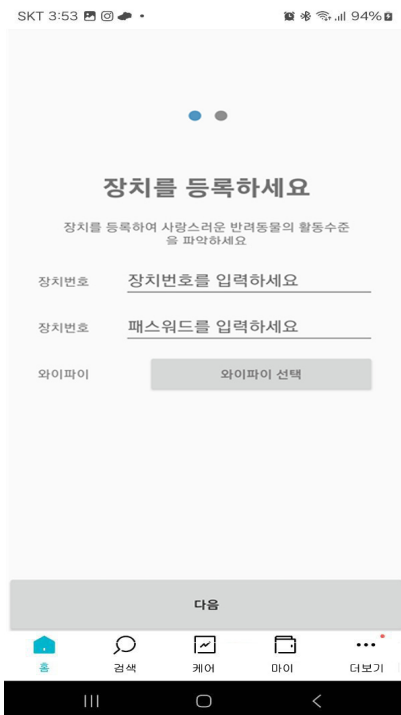 SKT 3:53 94%
장치를 등록하세요
장치를 등록하여 사랑스러운 반려동물의 활동수준
을 파악하세요
장치번호 장치번호를 입력하세요
장치번호 패스워드를 입력하세요
와이파이 와이파이 선택
다음
홈 검색 케어 마이 더보기